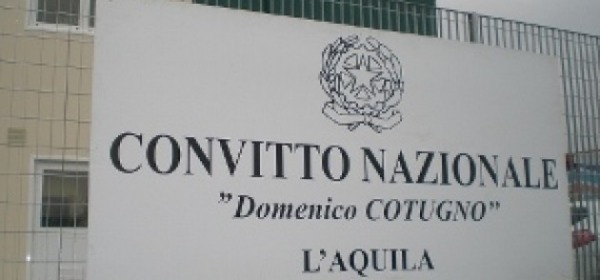 CONVITTO NAZIONALE
”Domenico COTUGNO”
L'AQUILA